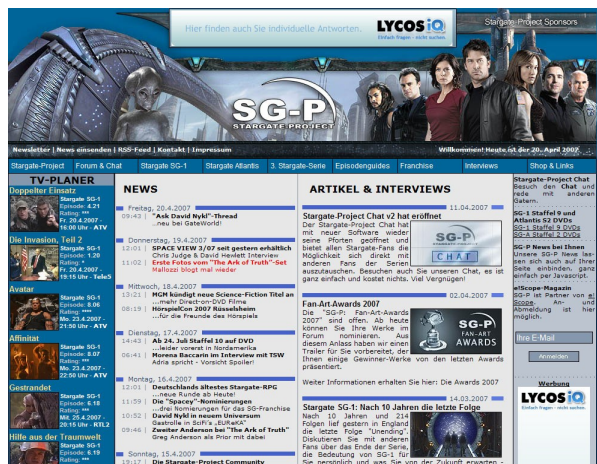 Hier finden auch Sie individuelle Antworten.
LYCOS iQ
Einfach fragen - nicht suchen.
Stargate-Project Sponsors
SG-P
STARGATE PROJECT
Newsletter | News einsenden | RSS-Feed | Kontakt | Impressum
Willkommen! Heute ist der 20. April 2007
Stargate-Project Forum & Chat Stargate SG-1 Stargate Atlantis 3. Stargate-Serie Episodenguides Franchise Interviews Shop & Links
TV-PLANER
Doppelter Einsatz
Stargate SG-1
Episode: 4.21
Rating: ***
Fr. 20.4.2007 -
16:00 Uhr - ATV
Die Invasion, Teil 2
Stargate SG-1
Episode: 1.20
Rating: *
Fr. 20.4.2007 -
19:15 Uhr - Tele5
Avatar
Stargate SG-1
Episode: 8.06
Rating: ****
Mo. 23.4.2007 -
21:50 Uhr - ATV
Affinität
Stargate SG-1
Episode: 8.07
Rating: ***
Mo. 23.4.2007 -
22:50 Uhr - ATV
Gestrandet
Stargate SG-1
Episode: 6.18
Rating: ***
Mit. 25.4.2007 -
20:15 Uhr - RTL2
Hilfe aus der Traumwelt
Stargate SG-1
Episode: 6.19
Rating: ****
NEWS
Freitag, 20.4.2007
09:43 | "Ask David Nykl"-Thread
...neu bei GateWorld!
Donnerstag, 19.4.2007
12:01 | SPACE VIEW 3/07 seit gestern erhältlich
Chris Judge & David Hewlett Interview
11:02 | Erste Fotos vom "The Ark of Truth"-Set
Mallozzi blogt mal wieder
Mittwoch, 18.4.2007
13:21 | MGM kündigt neue Science-Fiction Titel an
...mehr Direct-on-DVD Filme
08:19 | HörspielCon 2007 Rüsselsheim
...für die Freunde des Hörspiels
Dienstag, 17.4.2007
14:43 | Ab 24. Juli Staffel 10 auf DVD
...leider vorerst in Nordamerika
06:41 | Morena Baccarin im Interview mit TSW
Adria spricht - Vorsicht Spoiler!
Montag, 16.4.2007
12:01 | Deutschlands ältestes Stargate-RPG
...neue Runde ab Heute!
11:59 | Die "Spacey"-Nominierungen
...drei Nomierungen für das SG-Franchise
10:52 | David Nykl in neuem Universum
Gastrolle in SciFi's „EUReKA"
09:46 | Zweiter Anderson bei "The Ark of Truth"
Greg Anderson als Prior mit dabei
Sonntag, 15.4.2007
19:17 | Die Stargate-Project Community
ARTIKEL & INTERVIEWS
11.04.2007
Stargate-Project Chat v2 hat eröffnet
Der Stargate-Project Chat hat
mit neuer Software wieder
seine Pforten geöffnet und
bietet allen Stargate-Fans die
Möglichkeit sich direkt mit
anderen Fans der Serien
auszutauschen. Besuchen auch Sie unseren Chat, es ist
ganz einfach und kostet nichts. Viel Vergnügen!
SG-P
CHAT
02.04.2007
Fan-Art-Awards 2007
Die "SG-P: Fan-Art-Awards
2007" sind offen. Ab heute
können Sie Ihre Werke im
Forum nominieren. Aus
diesem Anlass haben wir einen
Trailer für Sie vorbereitet, der
Ihnen einige Gewinner-Werke von den letzten Awards
präsentiert.
SG-P
FAN-ART
AWARDS
Weiter Informationen erhalten Sie hier: Die Awards 2007
14.03.2007
Stargate SG-1: Nach 10 Jahren die letzte Folge
Nach 10 Jahren und 214
Folgen lief gestern in England
die letzte Folge "Unending".
Diskutieren Sie mit anderen
Fans über das Ende der Serie,
die Bedeutung von SG-1 für
Sie persönlich und was Sie von der Zukunft erwarten -
Stargate-Project Chat
Besuch den Chat und
rede mit anderen
Gatern.
SG-1 Staffel 9 und
Atlantis S2 DVDs
SG-1 Staffel 9 DVDs
SG-A Staffel 2 DVDs
SG-P News bei Ihnen
Unsere SG-P News las-
sen sich auch auf Ihrer
Seite einbinden, ganz
einfach per Javascript.
elScope-Magazin
SG-P ist Partner von el
Scope. An- und
Abmeldung ist hier
möglich.
Ihre E-Mail
Anmelden
Werbung
LYCOS iQ
Einfach fragen - nicht suchen.